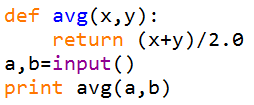 def avg(x,y):
    return (x+y)/2.0
a,b=input()
print avg(a,b)